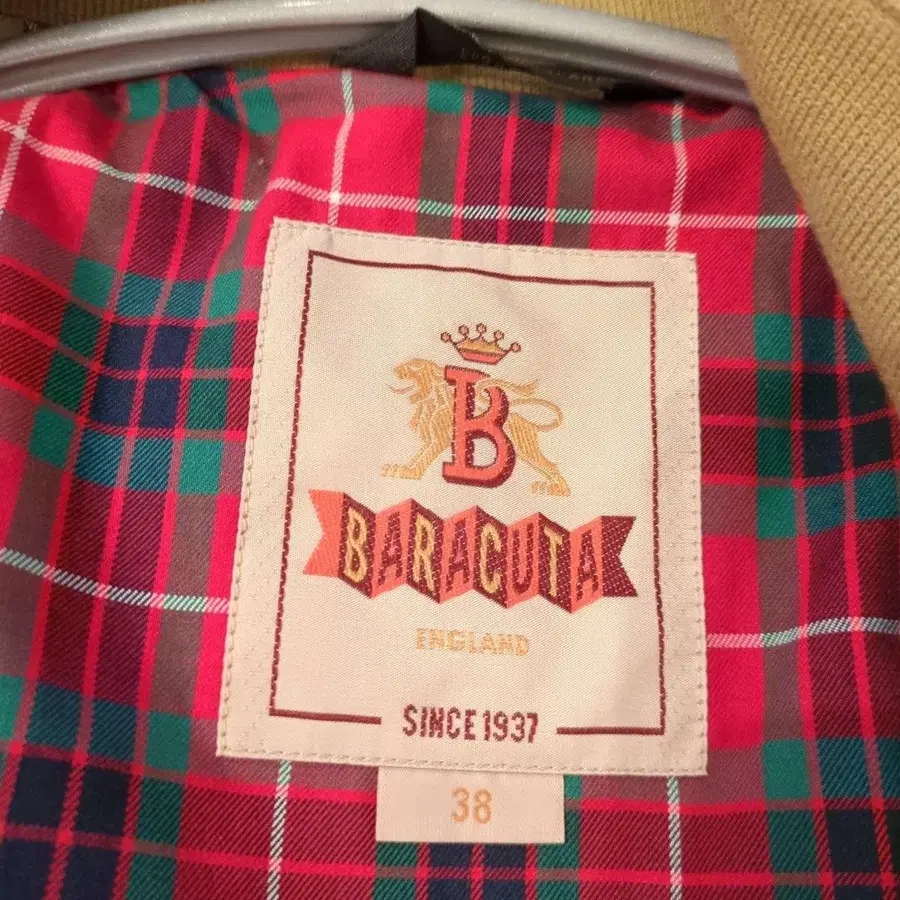 B
BARACUTA
ENGLAND
SINCE 1937
38